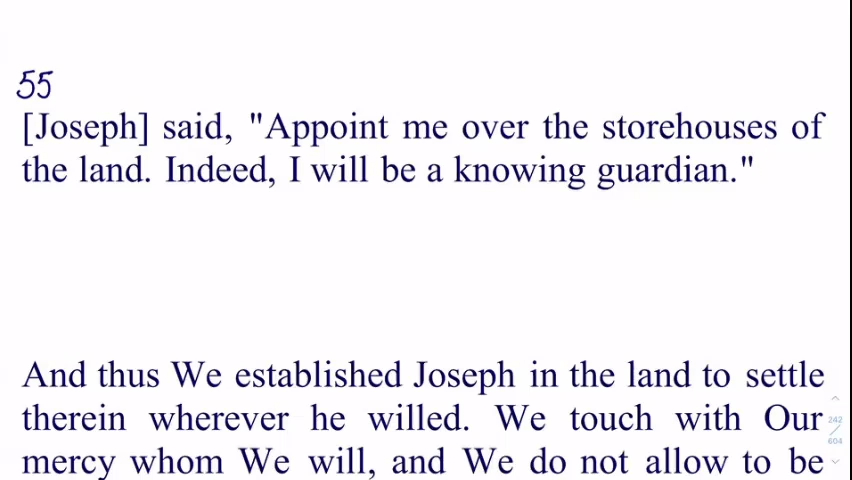 55
[Joseph] said, "Appoint me over the storehouses of
the land. Indeed, I will be a knowing guardian."
And thus We established Joseph in the land to settle
therein wherever he willed. We touch with Our
mercy whom We will, and We do not allow to be
242
604